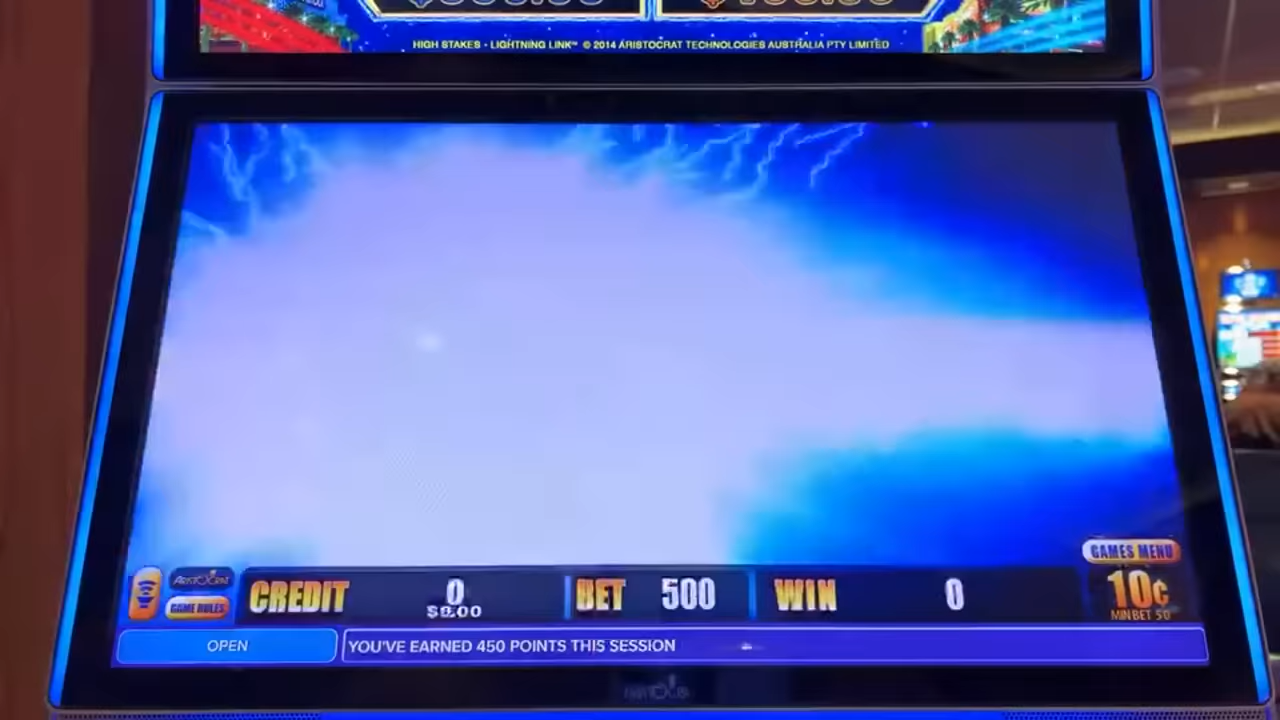 HIGH STAKES - LIGHTNING LINK™ © 2014 ARISTOCRAT TECHNOLOGIES AUSTRALIA PTY LIMITED
GAMES MENU
ARISTOCRAT
GAME RULES
CREDIT 0 BET 500 WIN 0 10¢
$0.00
MIN BET 50
OPEN YOU'VE EARNED 450 POINTS THIS SESSION